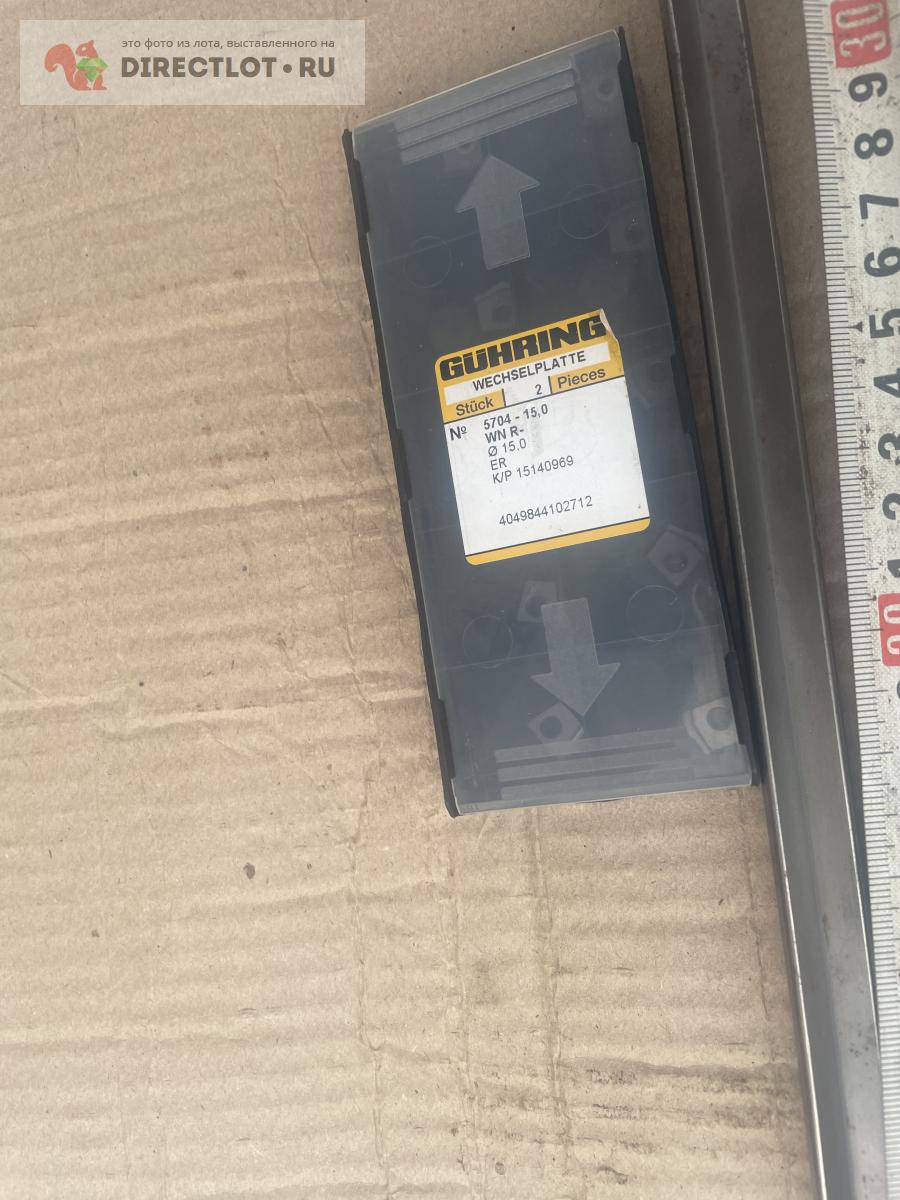 это фото из лота, выставленного на
DIRECTLOT•RU
GÜHRING
WECHSELPLATTE
Stück 2 Pieces
Nº 5704 - 15,0
WN R-
Ø 15,0
ER
K/P 15140969
4049844102712
30
9
8
7
6
5
4
3
2
1
20